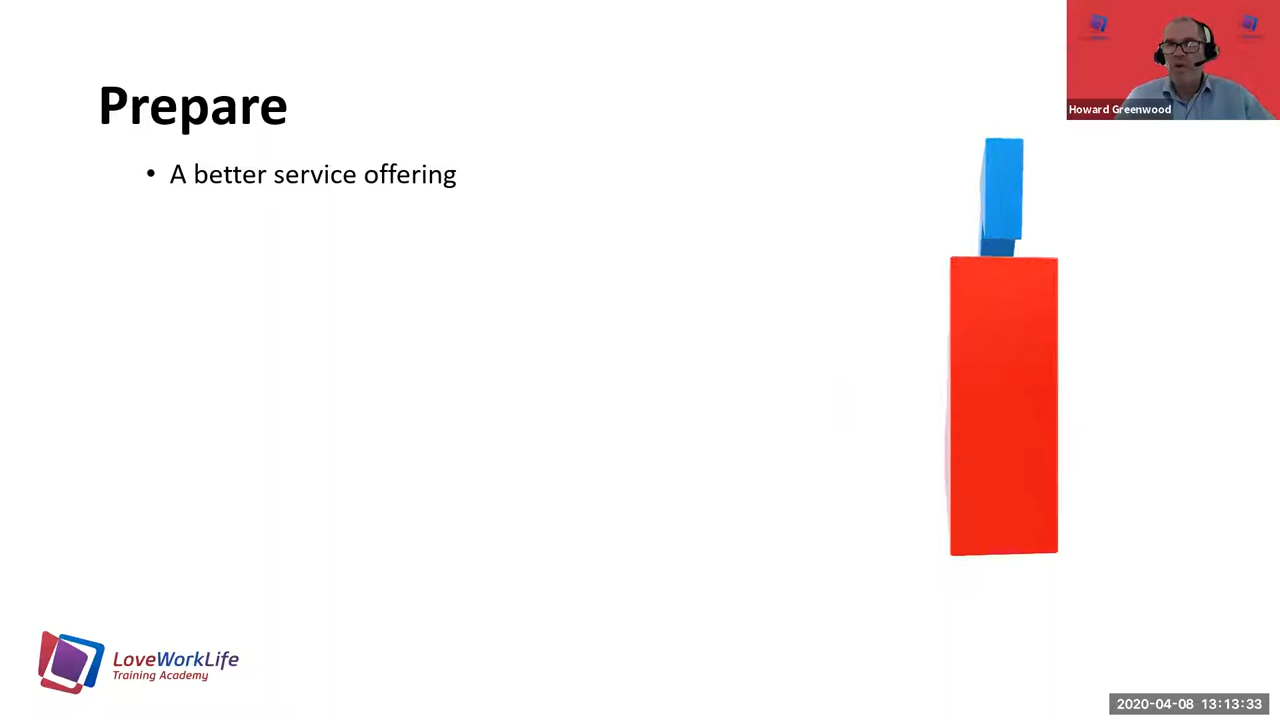 Prepare
• A better service offering
Howard Greenwood
LoveWorkLife
Training Academy
2020-04-08 13:13:33